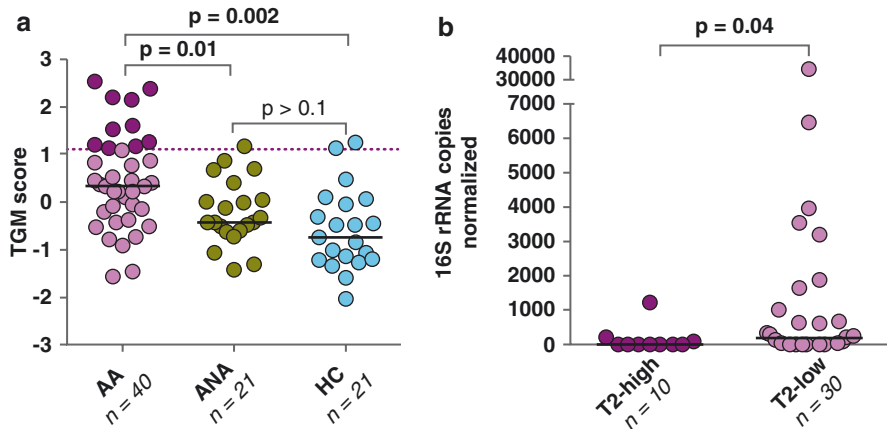 a
p = 0.002
p = 0.01
p > 0.1
TGM score
3
2
1
0
-1
-2
-3
AA
n = 40
ANA
n = 21
HC
n = 21
b
p = 0.04
16S rRNA copies
normalized
40000
30000
7000
6000
5000
4000
3000
2000
1000
0
T2-high
n = 10
T2-low
n = 30